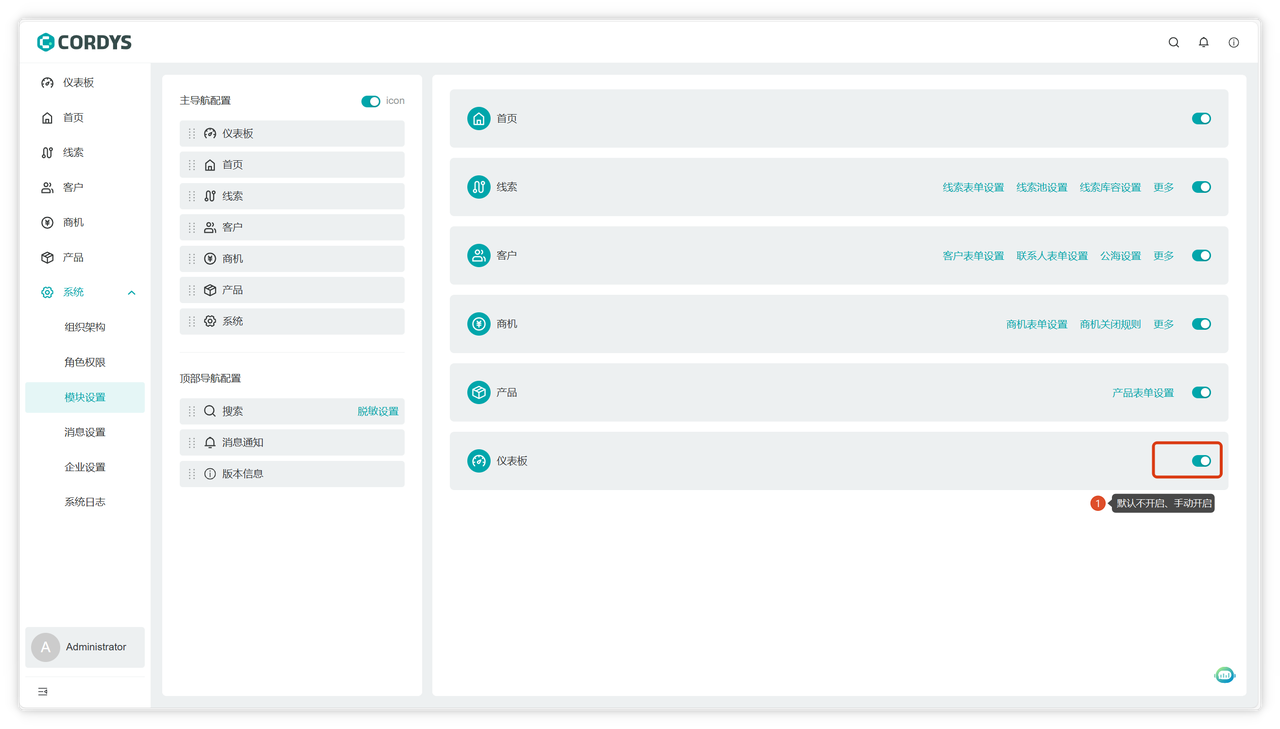 CORDYS
仪表板
首页
线索
客户
商机
产品
系统
组织架构
角色权限
模块设置
消息设置
企业设置
系统日志
A Administrator
主导航配置 icon
仪表板
首页
线索
客户
商机
产品
系统
顶部导航配置
搜索 脱敏设置
消息通知
版本信息
首页
线索 线索表单设置 线索池设置 线索库容设置 更多
客户 客户表单设置 联系人表单设置 公海设置 更多
商机 商机表单设置 商机关闭规则 更多
产品 产品表单设置
仪表板
1 默认不开启、手动开启